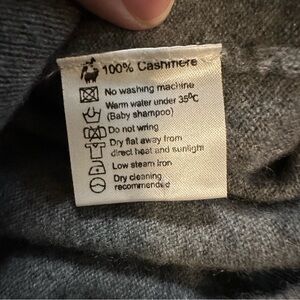 100% Cashmere
No washing machine
Warm water under 35ºC
(Baby shampoo)
Do not wring
Dry flat away from
direct heat and sunlight
Low steam iron
Dry cleaning
recommended